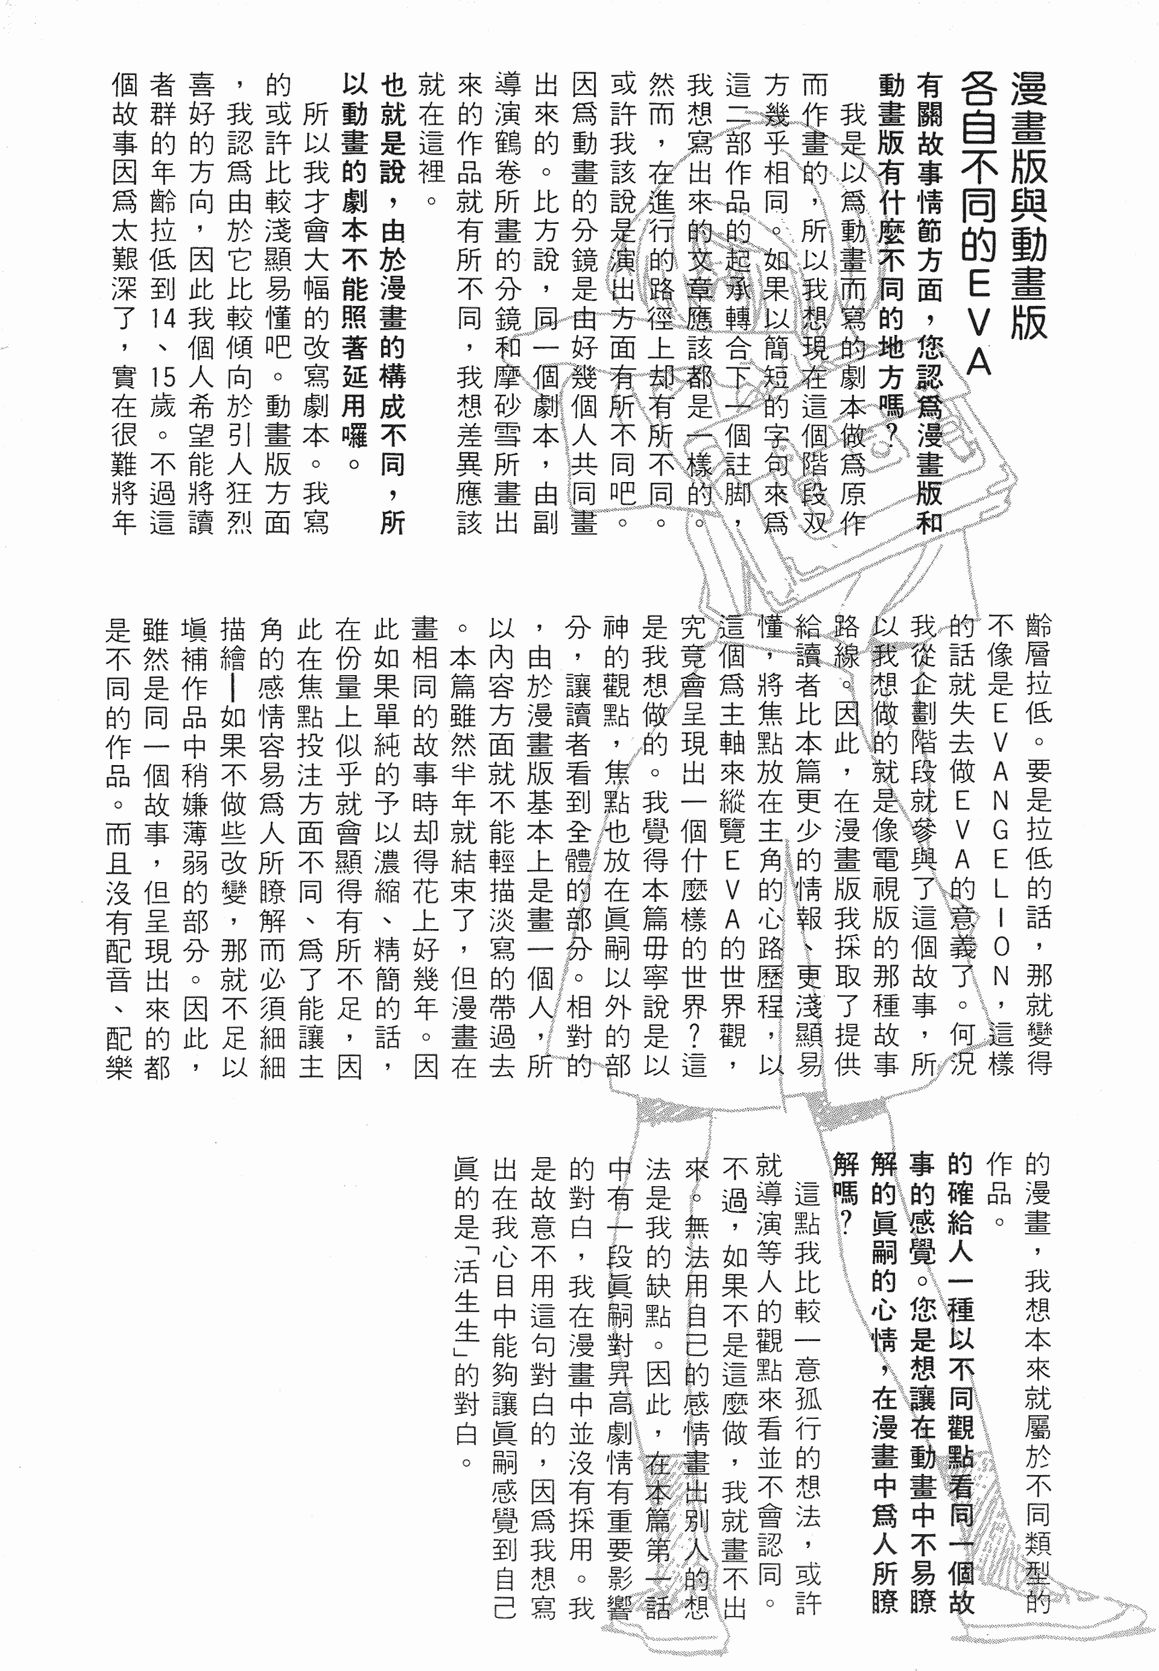 漫畫版與動畫版
各自不同的EVA
有關故事情節方面，您認爲漫畫版和
動畫版有什麼不同的地方嗎？
我是以爲動畫而寫的劇本做爲原作
而作畫的，所以我想現在這個階段双
方幾乎相同。如果以簡短的字句來爲
這二部作品的起承轉合下一個註脚，
我想寫出來的文章應該都是一樣的。
然而，在進行的路徑上却有所不同。
或許我該說是演出方面有所不同吧。
因爲動畫的分鏡是由好幾個人共同畫
出來的。比方說，同一個劇本，由副
導演鶴卷所畫的分鏡和摩砂雪所畫出
來的作品就有所不同，我想差異應該
就在這裡。
也就是說，由於漫畫的構成不同，所
以動畫的劇本不能照著延用囉。
所以我才會大幅的改寫劇本。我寫
的或許比較淺顯易懂吧。動畫版方面
，我認爲由於它比較傾向於引人狂烈
喜好的方向，因此我個人希望能將讀
者群的年齡拉低到14、15歲。不過這
個故事因爲太艱深了，實在很難將年
齡層拉低。要是拉低的話，那就變得
不像是EVANGELION，這樣
的話就失去做EVA的意義了。何況
我從企劃階段就參與了這個故事，所
以我想做的就是像電視版的那種故事
路線。因此，在漫畫版我採取了提供
給讀者比本篇更少的情報、更淺顯易
懂，將焦點放在主角的心路歷程，以
這個爲主軸來縱覽EVA的世界觀，
究竟會呈現出一個什麼樣的世界？這
是我想做的。我覺得本篇毋寧說是以
神的觀點，焦點也放在眞嗣以外的部
分，讓讀者看到全體的部分。相對的
，由於漫畫版基本上是畫一個人，所
以內容方面就不能輕描淡寫的帶過去
。本篇雖然半年就結束了，但漫畫在
畫相同的故事時却得花上好幾年。因
此如果單純的予以濃縮、精簡的話，
在份量上似乎就會顯得有所不足，因
此在焦點投注方面不同、爲了能讓主
角的感情容易爲人所瞭解而必須細細
描繪─如果不做些改變，那就不足以
塡補作品中稍嫌薄弱的部分。因此，
雖然是同一個故事，但呈現出來的都
是不同的作品。而且沒有配音、配樂
的漫畫，我想本來就屬於不同類型的
作品。
的確給人一種以不同觀點看同一個故
事的感覺。您是想讓在動畫中不易瞭
解的眞嗣的心情，在漫畫中爲人所瞭
解嗎？
這點我比較一意孤行的想法，或許
就導演等人的觀點來看並不會認同。
不過，如果不是這麼做，我就畫不出
來。無法用自已的感情畫出別人的想
法是我的缺點。因此，在本篇第一話
中有一段眞嗣對昇高劇情有重要影響
的對白，我在漫畫中並沒有採用。我
是故意不用這句對白的，因爲我想寫
出在我心目中能夠讓眞嗣感覺到自己
眞的是「活生生」的對白。